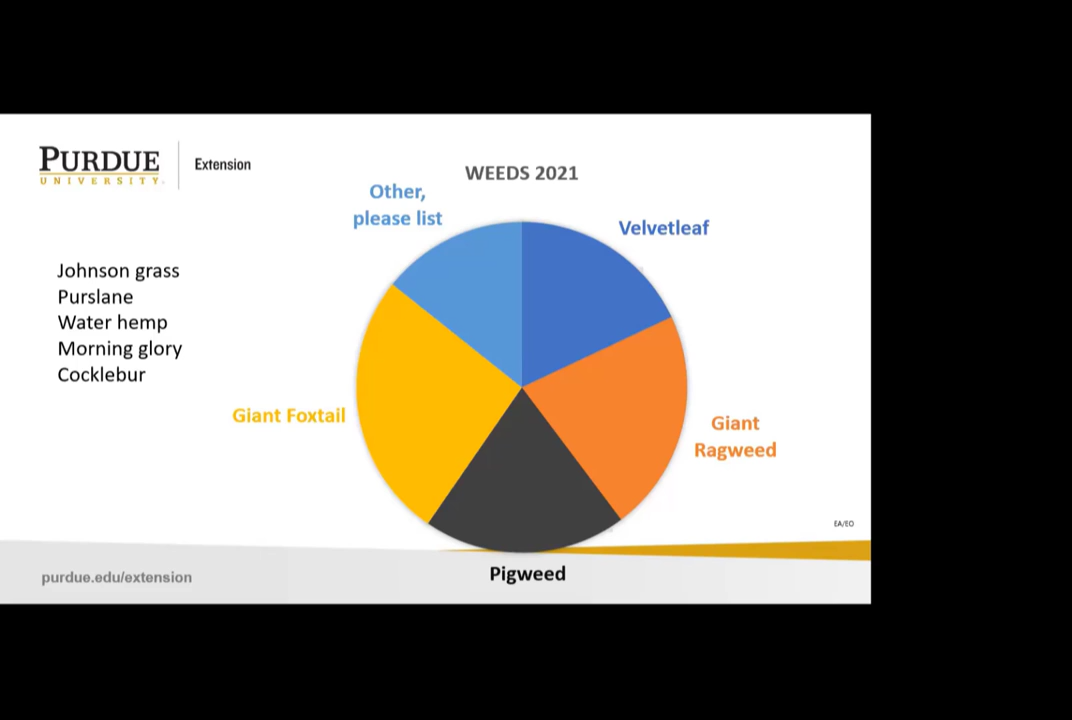 PURDUE
UNIVERSITY.
Extension
WEEDS 2021
Other,
please list
Velvetleaf
Johnson grass
Purslane
Water hemp
Morning glory
Cocklebur
Giant Foxtail
Giant
Ragweed
EA/EO
Pigweed
purdue.edu/extension